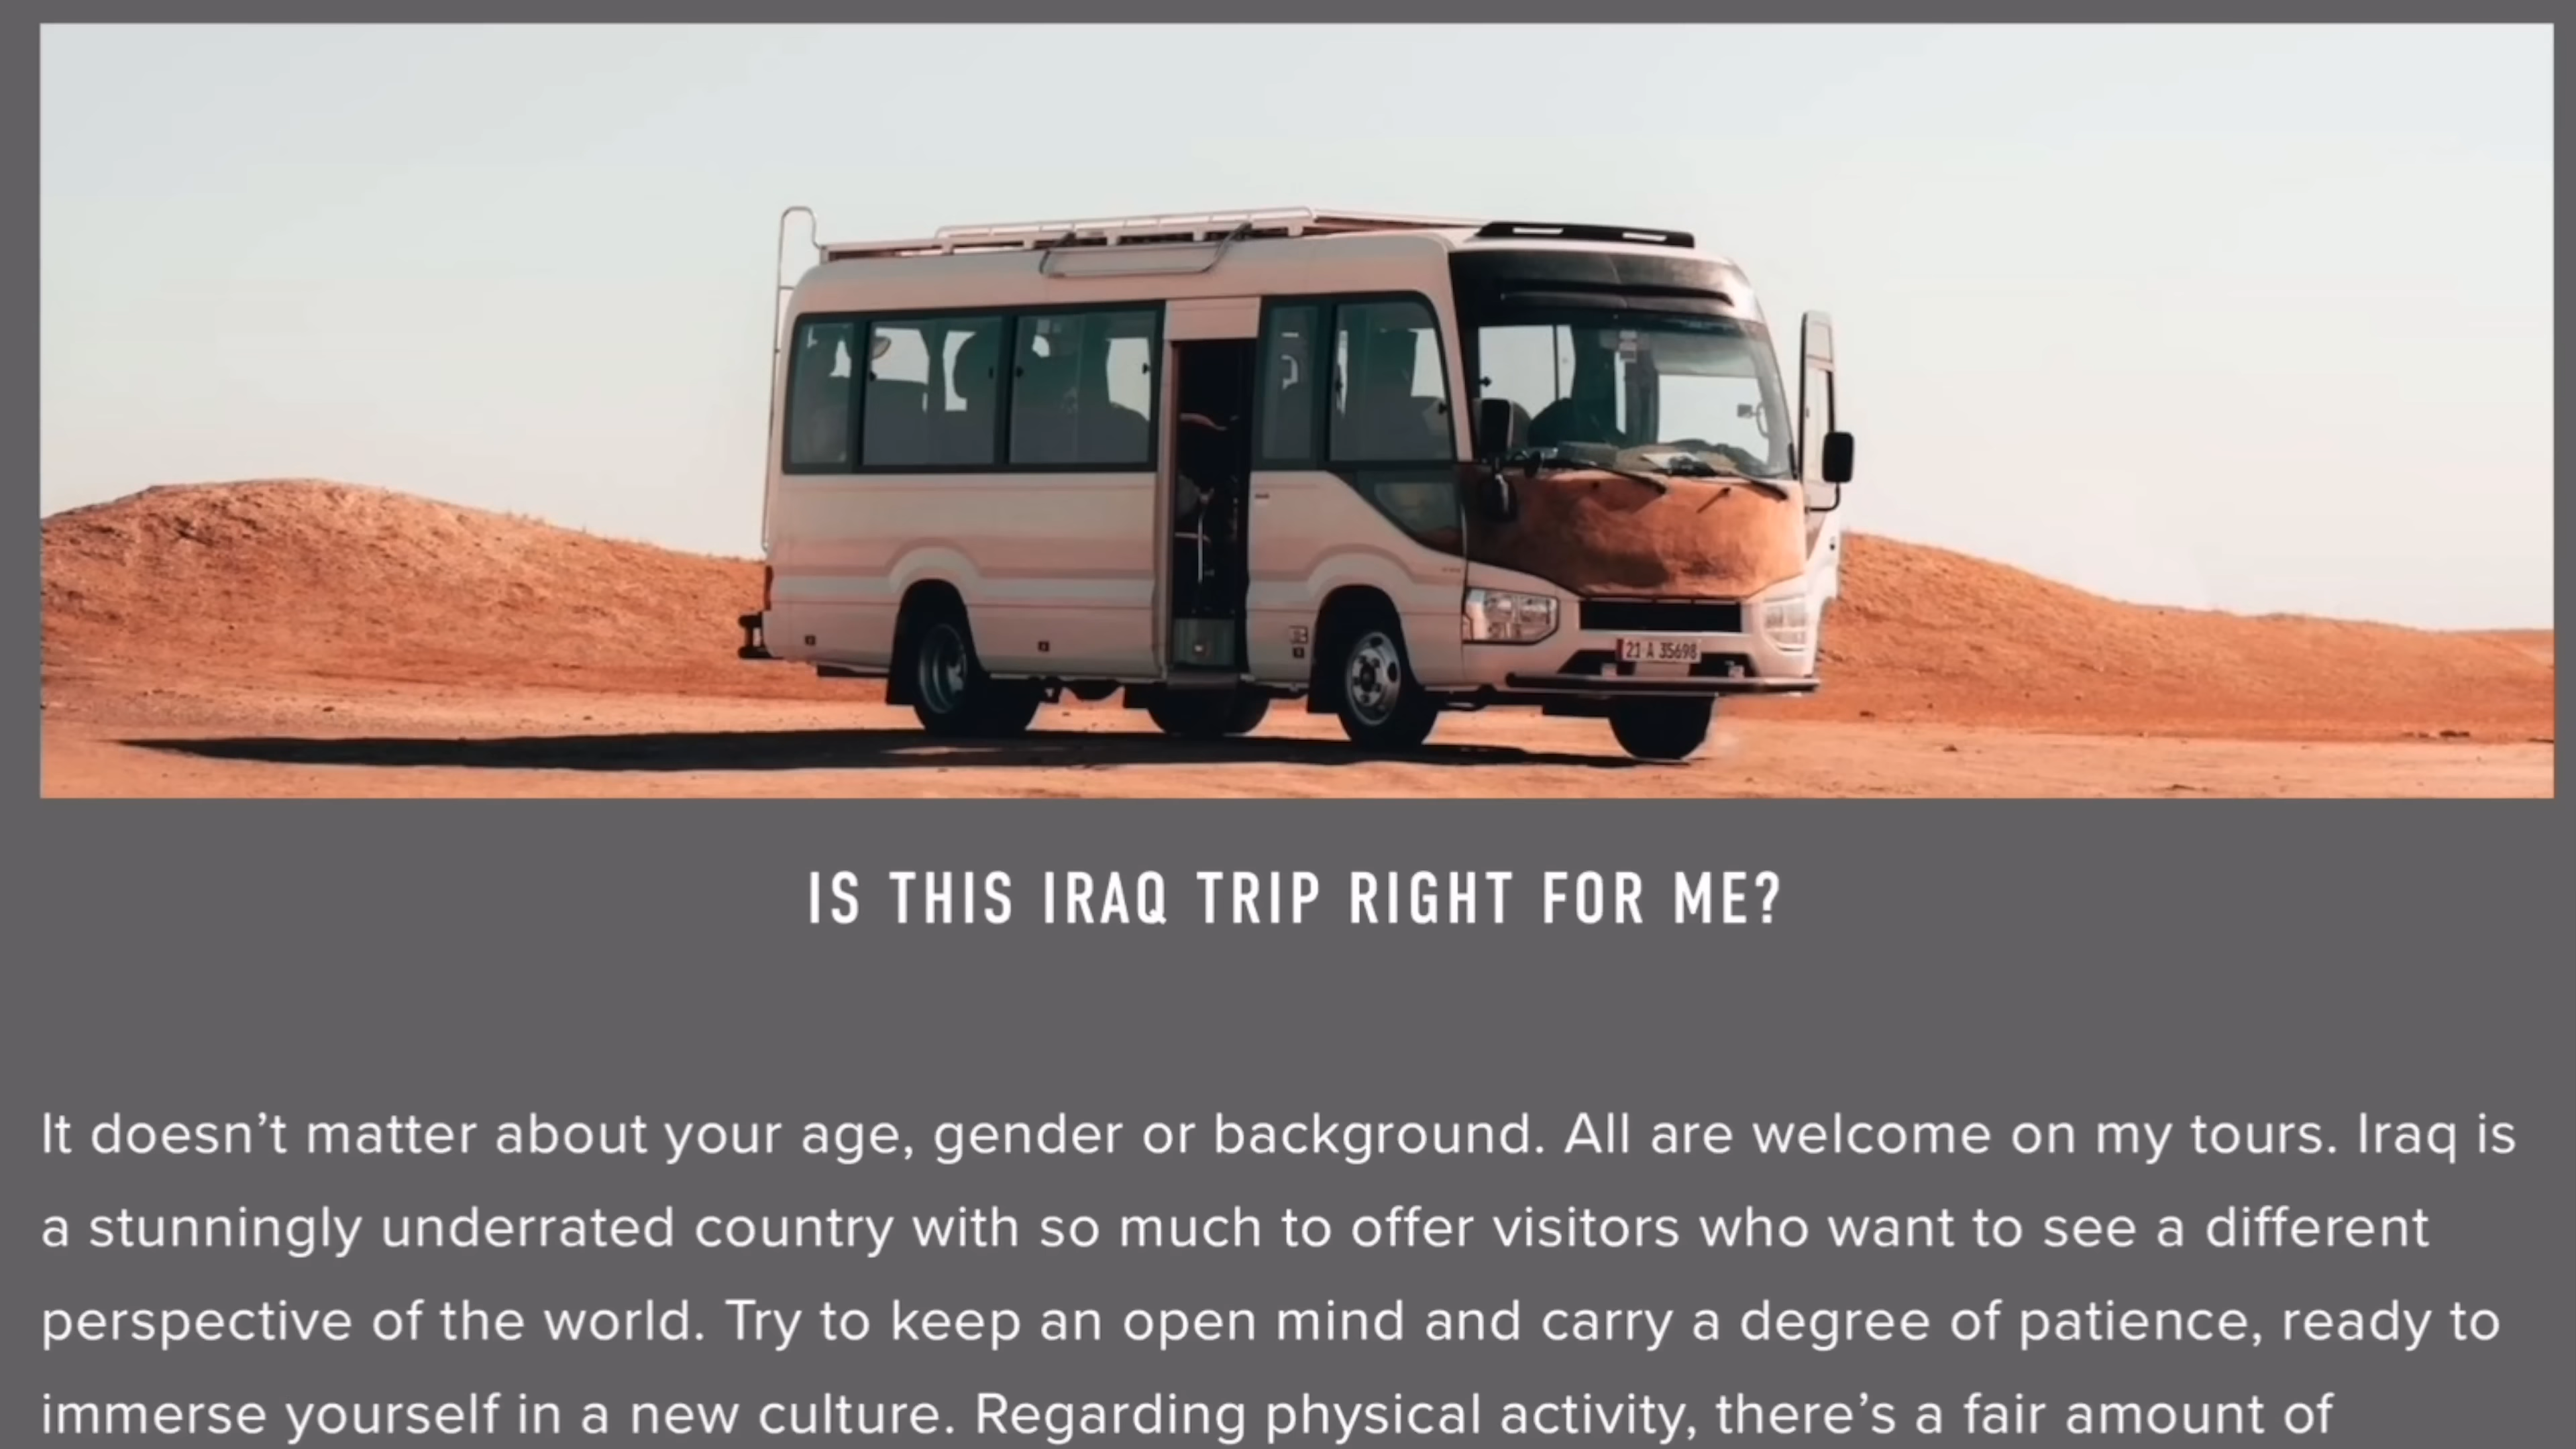 21 A 35698
IS THIS IRAQ TRIP RIGHT FOR ME?
It doesn’t matter about your age, gender or background. All are welcome on my tours. Iraq is
a stunningly underrated country with so much to offer visitors who want to see a different
perspective of the world. Try to keep an open mind and carry a degree of patience, ready to
immerse yourself in a new culture. Regarding physical activity, there’s a fair amount of